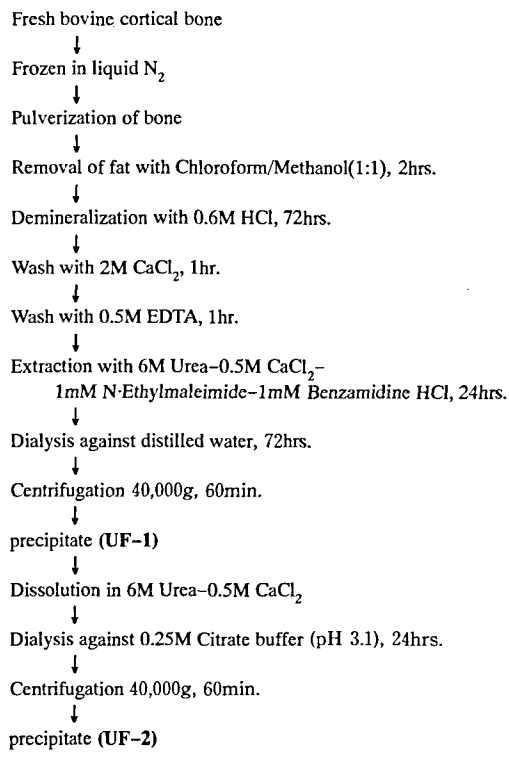 Fresh bovine cortical bone
↓
Frozen in liquid N₂
↓
Pulverization of bone
↓
Removal of fat with Chloroform/Methanol(1:1), 2hrs.
↓
Demineralization with 0.6M HCl, 72hrs.
↓
Wash with 2M CaCl₂, 1hr.
↓
Wash with 0.5M EDTA, 1hr.
↓
Extraction with 6M Urea–0.5M CaCl₂–
1mM N·Ethylmaleimide–1mM Benzamidine HCl, 24hrs.
↓
Dialysis against distilled water, 72hrs.
↓
Centrifugation 40,000g, 60min.
↓
precipitate (UF–1)
↓
Dissolution in 6M Urea–0.5M CaCl₂
↓
Dialysis against 0.25M Citrate buffer (pH 3.1), 24hrs.
↓
Centrifugation 40,000g, 60min.
↓
precipitate (UF–2)